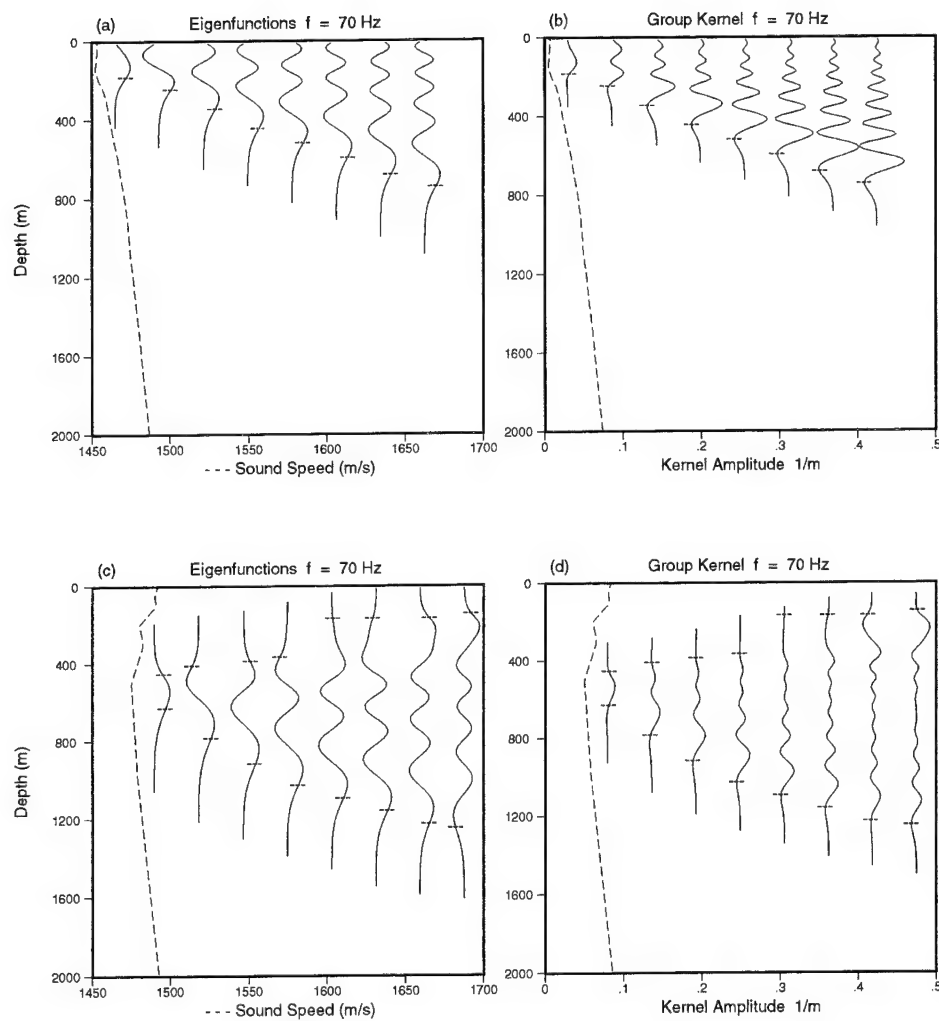 (a) Eigenfunctions f = 70 Hz
0
400
800
1200
1600
2000
Depth (m)
1450 1500 1550 1600 1650 1700
--- Sound Speed (m/s)
(b) Group Kernel f = 70 Hz
0
400
800
1200
1600
2000
0 .1 .2 .3 .4 .5
Kernel Amplitude 1/m
(c) Eigenfunctions f = 70 Hz
0
400
800
1200
1600
2000
Depth (m)
1450 1500 1550 1600 1650 1700
--- Sound Speed (m/s)
(d) Group Kernel f = 70 Hz
0
400
800
1200
1600
2000
0 .1 .2 .3 .4 .5
Kernel Amplitude 1/m